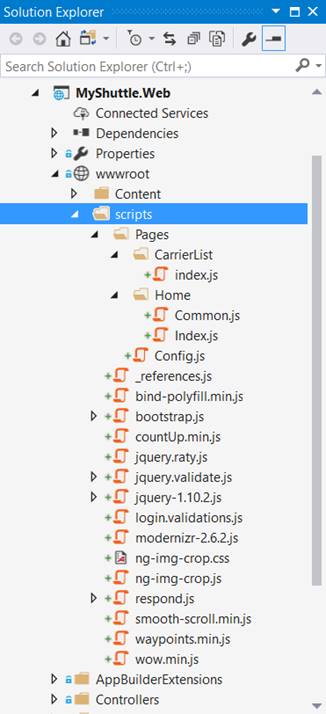 Solution Explorer
Search Solution Explorer (Ctrl+;)
MyShuttle.Web
Connected Services
Dependencies
Properties
wwwroot
Content
scripts
Pages
CarrierList
index.js
Home
Common.js
Index.js
Config.js
_references.js
bind-polyfill.min.js
bootstrap.js
countUp.min.js
jquery.raty.js
jquery.validate.js
jquery-1.10.2.js
login.validations.js
modernizr-2.6.2.js
ng-img-crop.css
ng-img-crop.js
respond.js
smooth-scroll.min.js
waypoints.min.js
wow.min.js
AppBuilderExtensions
Controllers